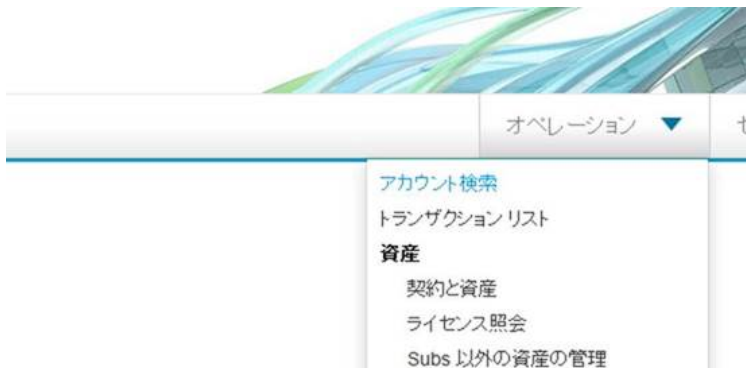 オペレーション ▼
アカウント検索
トランザクション リスト
資産
契約と資産
ライセンス照会
Subs 以外の資産の管理